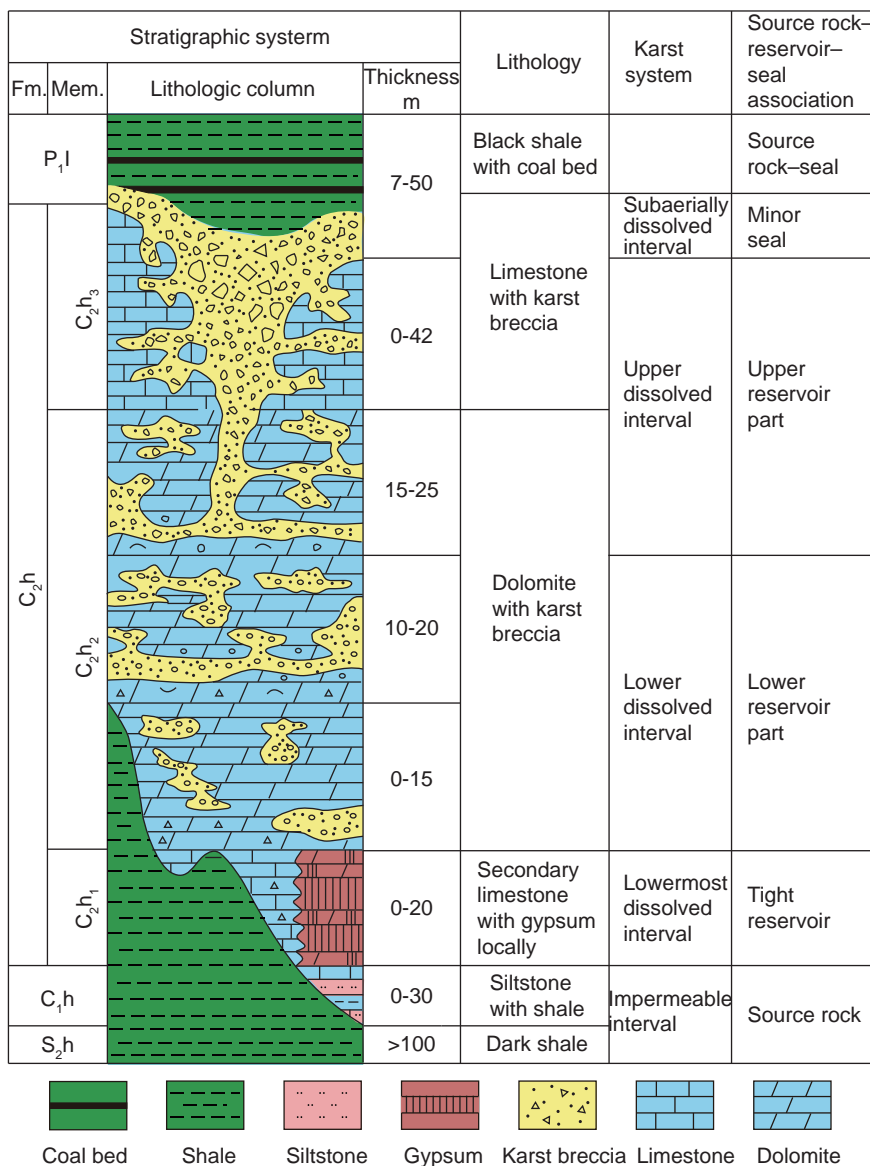 Stratigraphic systerm
Lithology
Karst
system
Source rock–
reservoir–
seal
association
Fm.
Mem.
Lithologic column
Thickness
m
P₁l
7-50
Black shale
with coal bed
Source
rock–seal
C₂h
C₂h₃
Limestone
with karst
breccia
Subaerially
dissolved
interval
Minor
seal
0-42
Upper
dissolved
interval
Upper
reservoir
part
C₂h₂
15-25
Dolomite
with karst
breccia
10-20
Lower
dissolved
interval
Lower
reservoir
part
0-15
C₂h₁
0-20
Secondary
limestone
with gypsum
locally
Lowermost
dissolved
interval
Tight
reservoir
C₁h
0-30
Siltstone
with shale
Impermeable
interval
Source rock
S₂h
>100
Dark shale
Coal bed
Shale
Siltstone
Gypsum
Karst breccia
Limestone
Dolomite